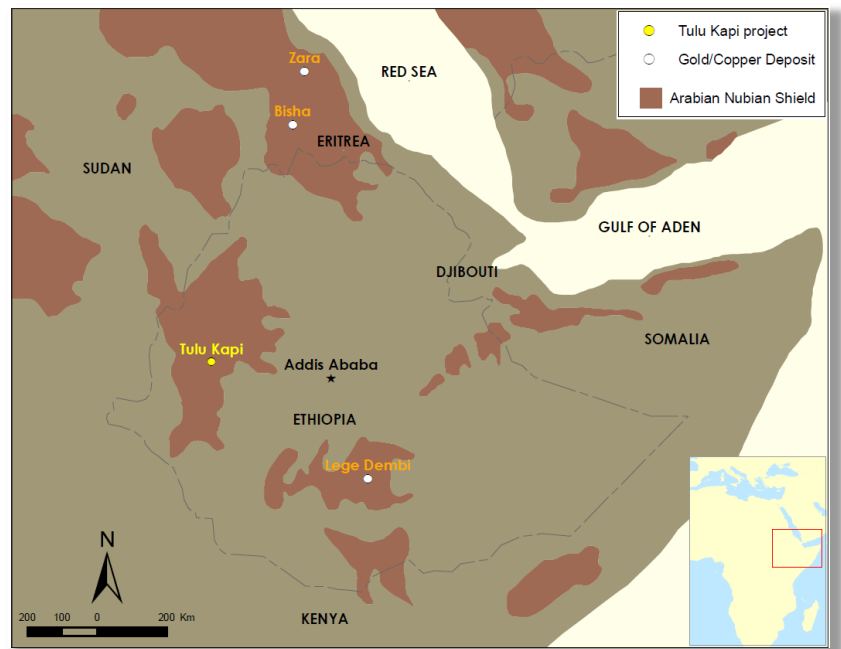 Tulu Kapi project
Gold/Copper Deposit
Arabian Nubian Shield
Zara
RED SEA
Bisha
ERITREA
SUDAN
GULF OF ADEN
DJIBOUTI
SOMALIA
Tulu Kapi
Addis Ababa
ETHIOPIA
Lege Dembi
N
200 100 0 200 Km
KENYA